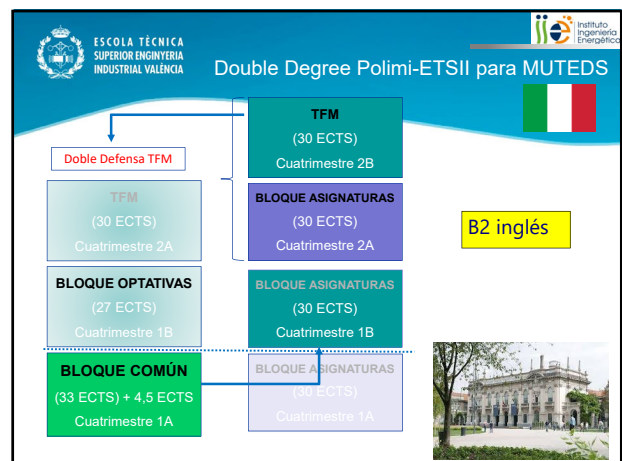 ESCOLA TÈCNICA
SUPERIOR ENGINYERIA
INDUSTRIAL VALÈNCIA
Instituto
Ingeniería
Energética
Double Degree Polimi-ETSII para MUTEDS
TFM
(30 ECTS)
Cuatrimestre 2B
Doble Defensa TFM
TFM
(30 ECTS)
Cuatrimestre 2A
BLOQUE ASIGNATURAS
(30 ECTS)
Cuatrimestre 2A
B2 inglés
BLOQUE OPTATIVAS
(27 ECTS)
Cuatrimestre 1B
BLOQUE ASIGNATURAS
(30 ECTS)
Cuatrimestre 1B
BLOQUE COMÚN
(33 ECTS) + 4,5 ECTS
Cuatrimestre 1A
BLOQUE ASIGNATURAS
(30 ECTS)
Cuatrimestre 1A